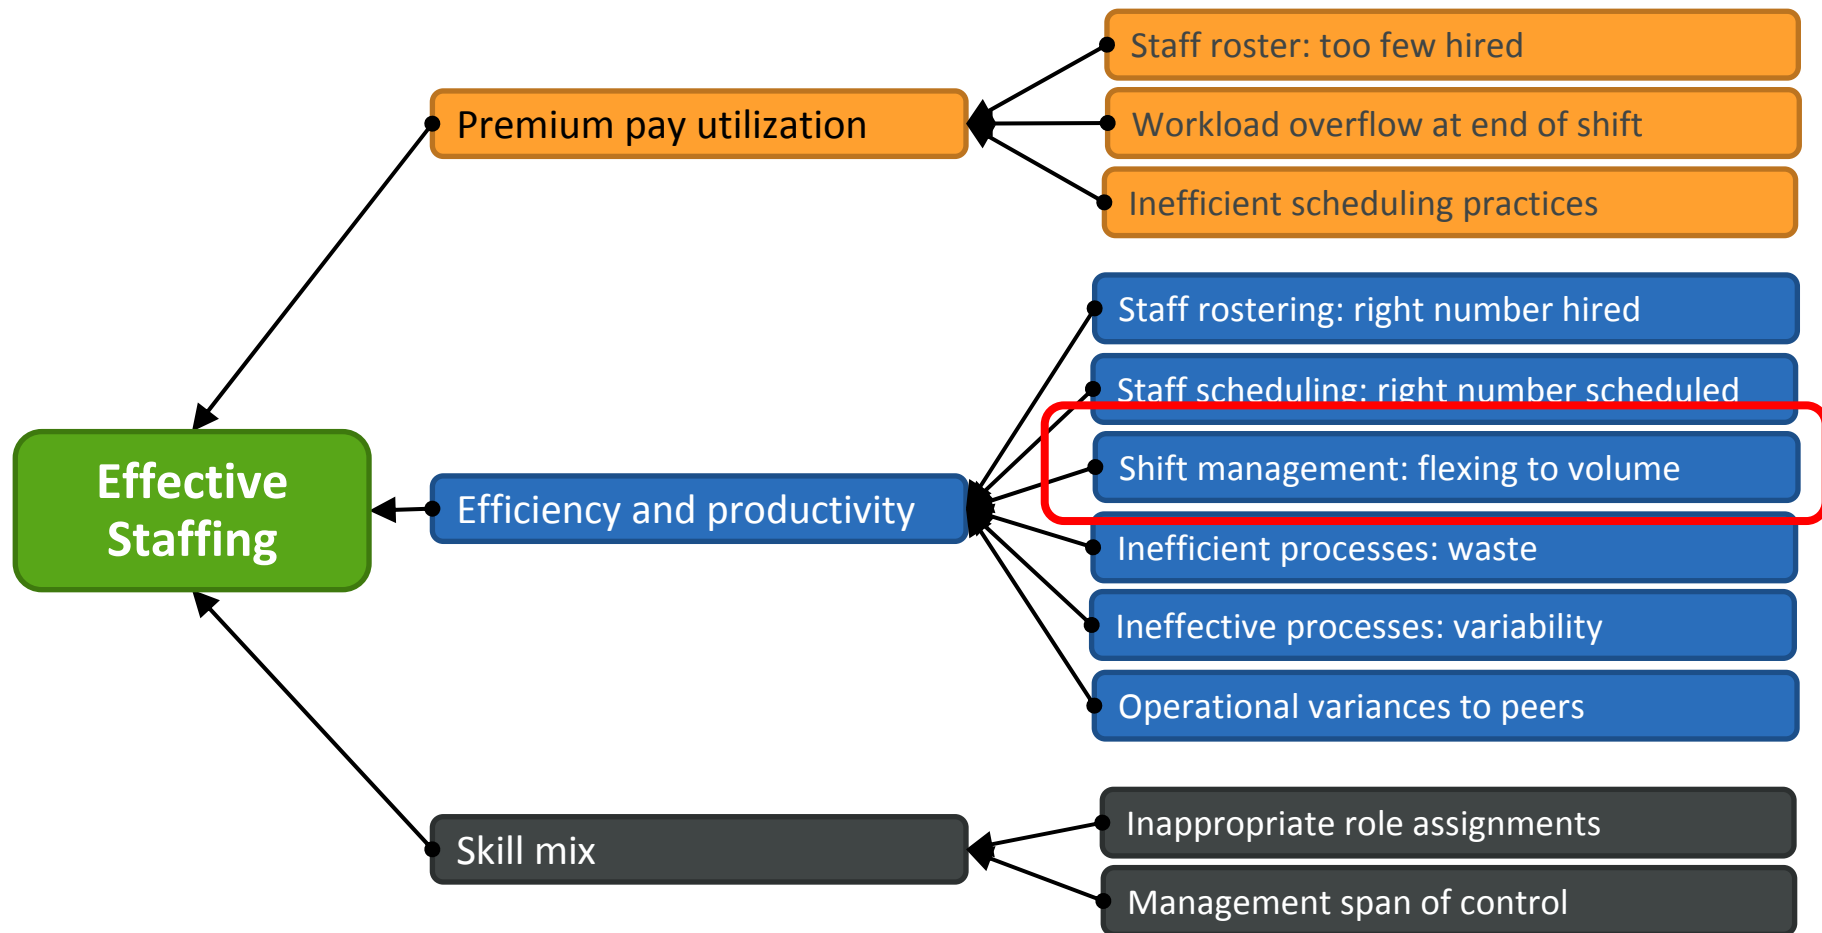 Staff roster: too few hired
Premium pay utilization
Workload overflow at end of shift
Inefficient scheduling practices
Staff rostering: right number hired
Staff scheduling: right number scheduled
Effective
Staffing
Shift management: flexing to volume
Efficiency and productivity
Inefficient processes: waste
Ineffective processes: variability
Operational variances to peers
Skill mix
Inappropriate role assignments
Management span of control